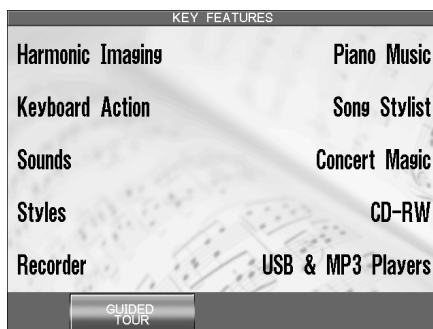 KEY FEATURES
Harmonic Imaging
Piano Music
Keyboard Action
Song Stylist
Sounds
Concert Magic
Styles
CD-RW
Recorder
USB & MP3 Players
GUIDED
TOUR